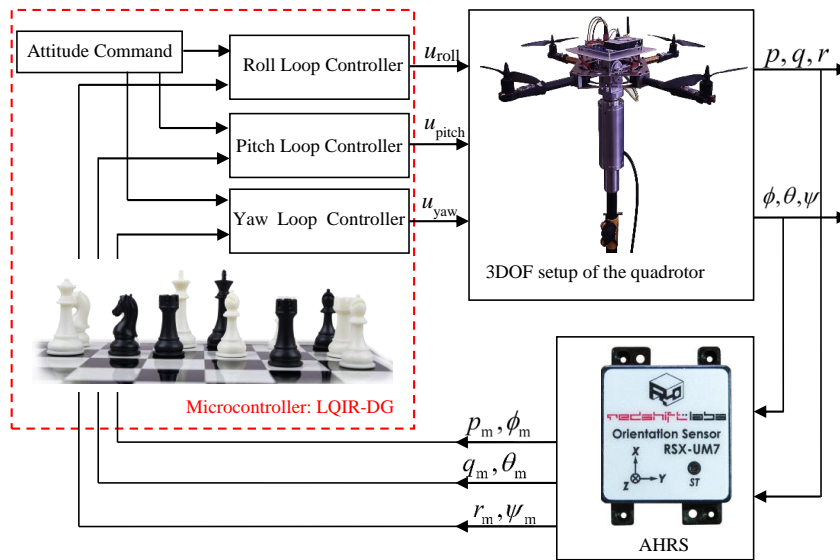 Attitude Command
Roll Loop Controller
Pitch Loop Controller
Yaw Loop Controller
u_roll
u_pitch
u_yaw
p, q, r
ϕ, θ, ψ
3DOF setup of the quadrotor
Microcontroller: LQIR-DG
p_m, ϕ_m
q_m, θ_m
r_m, ψ_m
redshift labs
Orientation Sensor
RSX-UM7
X
Y
Z
ST
AHRS